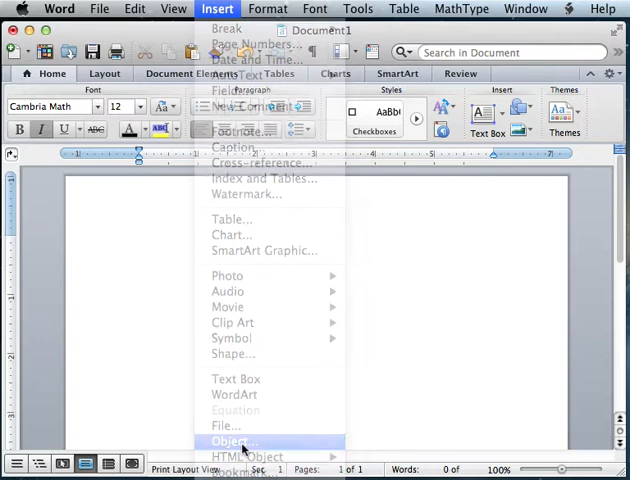 Word File Edit View Insert Format Font Tools Table MathType Window Help
Document1
Search in Document
Home Layout Document Elements Tables Charts SmartArt Review
Font Paragraph Styles Insert Themes
Cambria Math 12 Aa
AaBb(
Checkboxes
Text Box
Themes
B I U ABC A ABC
Break
Page Numbers...
Date and Time...
AutoText
Field...
New Comment
Footnote...
Caption...
Cross-reference...
Index and Tables...
Watermark...
Table...
Chart...
SmartArt Graphic...
Photo
Audio
Movie
Clip Art
Symbol
Shape...
Text Box
WordArt
Equation
File...
Object...
HTML Object
Bookmark...
Print Layout View Sec 1 Pages: 1 of 1 Words: 0 of 100%